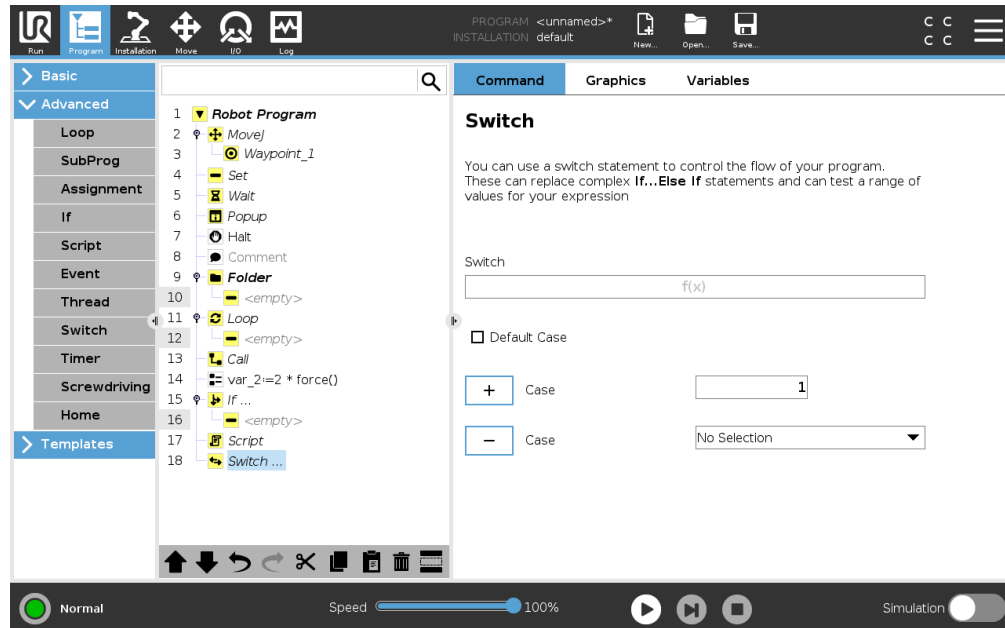 UR
PROGRAM <unnamed>*
INSTALLATION default
Run Program Installation Move I/O Log New... Open... Save...
C C
C C
Basic
Advanced
Loop
SubProg
Assignment
If
Script
Event
Thread
Switch
Timer
Screwdriving
Home
Templates
1 Robot Program
2 MoveJ
3 Waypoint_1
4 Set
5 Wait
6 Popup
7 Halt
8 Comment
9 Folder
10 <empty>
11 Loop
12 <empty>
13 Call
14 var_2:=2 * force()
15 If ...
16 <empty>
17 Script
18 Switch ...
Command Graphics Variables
Switch
You can use a switch statement to control the flow of your program.
These can replace complex If...Else If statements and can test a range of
values for your expression
Switch
f(x)
Default Case
+ Case 1
− Case No Selection
Normal Speed 100% Simulation